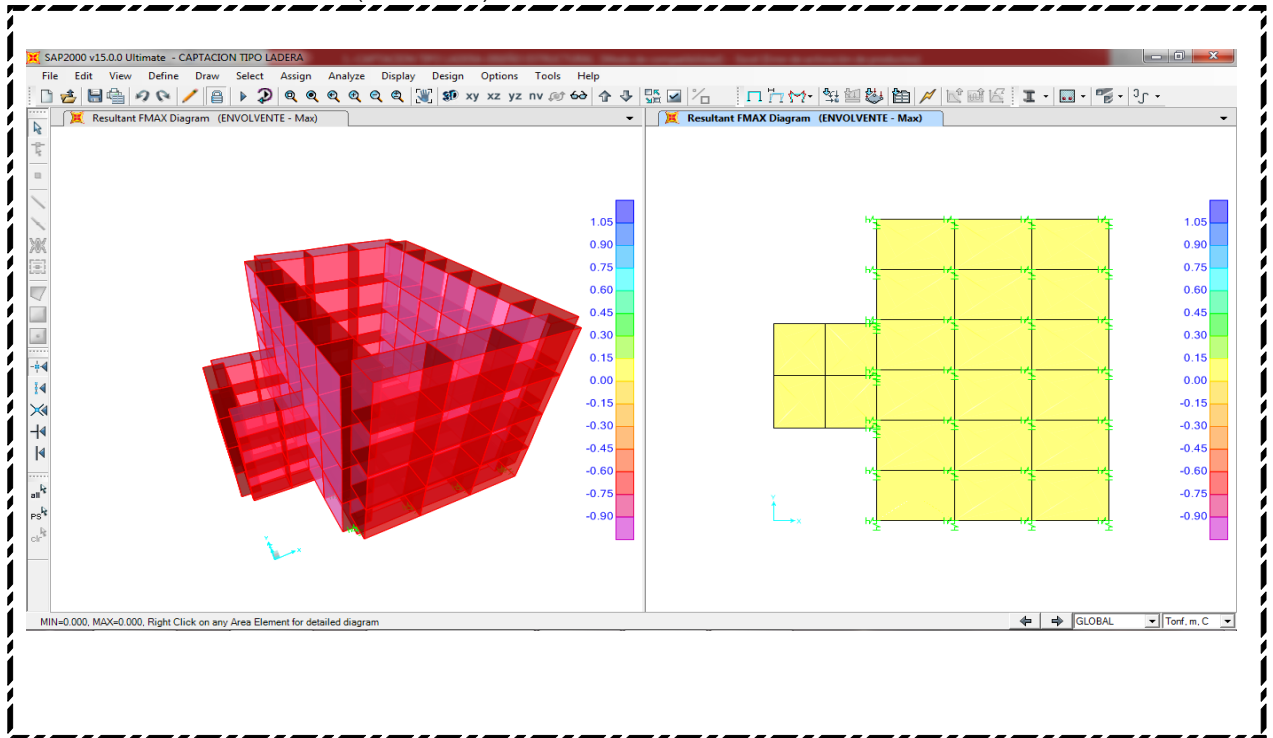 SAP2000 v15.0.0 Ultimate - CAPTACION TIPO LADERA
File Edit View Define Draw Select Assign Analyze Display Design Options Tools Help
3D xy xz yz nv
Resultant FMAX Diagram (ENVOLVENTE - Max)
Resultant FMAX Diagram (ENVOLVENTE - Max)
1.05
0.90
0.75
0.60
0.45
0.30
0.15
0.00
-0.15
-0.30
-0.45
-0.60
-0.75
-0.90
1.05
0.90
0.75
0.60
0.45
0.30
0.15
0.00
-0.15
-0.30
-0.45
-0.60
-0.75
-0.90
all
PS
clr
X
Y
X
MIN=0.000, MAX=0.000, Right Click on any Area Element for detailed diagram
GLOBAL
Tonf, m, C